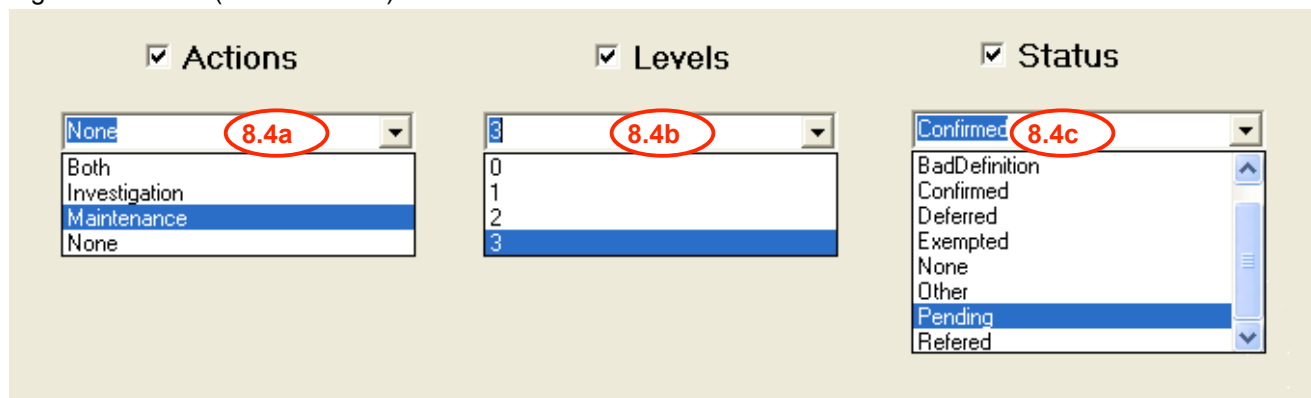 Actions
None
8.4a
Both
Investigation
Maintenance
None
Levels
3
8.4b
0
1
2
3
Status
Confirmed
8.4c
BadDefinition
Confirmed
Deferred
Exempted
None
Other
Pending
Refered